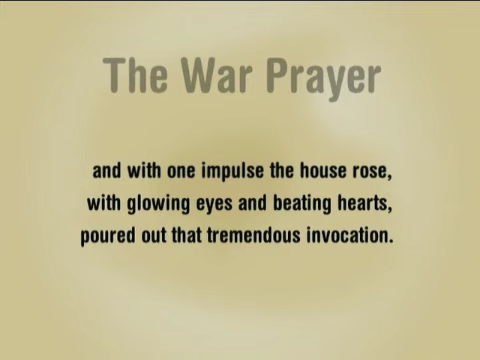 The War Prayer
and with one impulse the house rose,
with glowing eyes and beating hearts,
poured out that tremendous invocation.